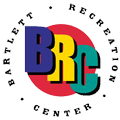 BARTLETT · RECREATION · CENTER ·
BRC